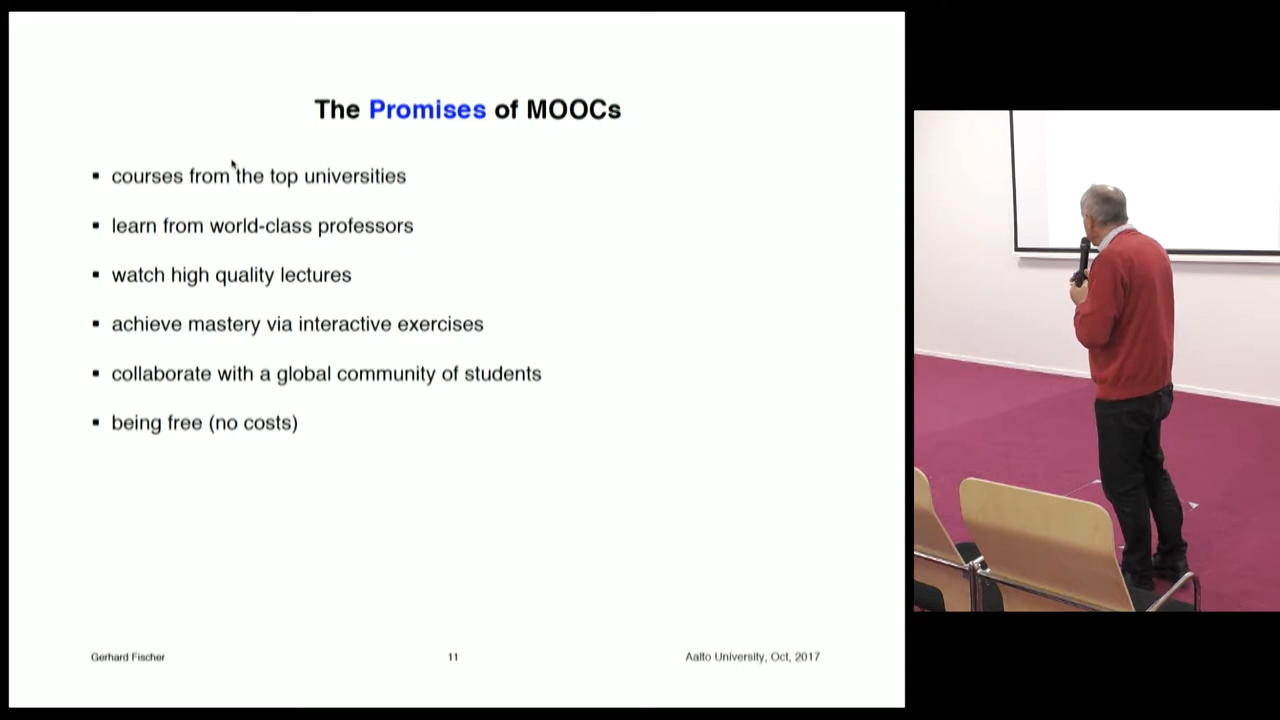 The Promises of MOOCs
▪ courses from the top universities
▪ learn from world-class professors
▪ watch high quality lectures
▪ achieve mastery via interactive exercises
▪ collaborate with a global community of students
▪ being free (no costs)
Gerhard Fischer 11 Aalto University, Oct, 2017